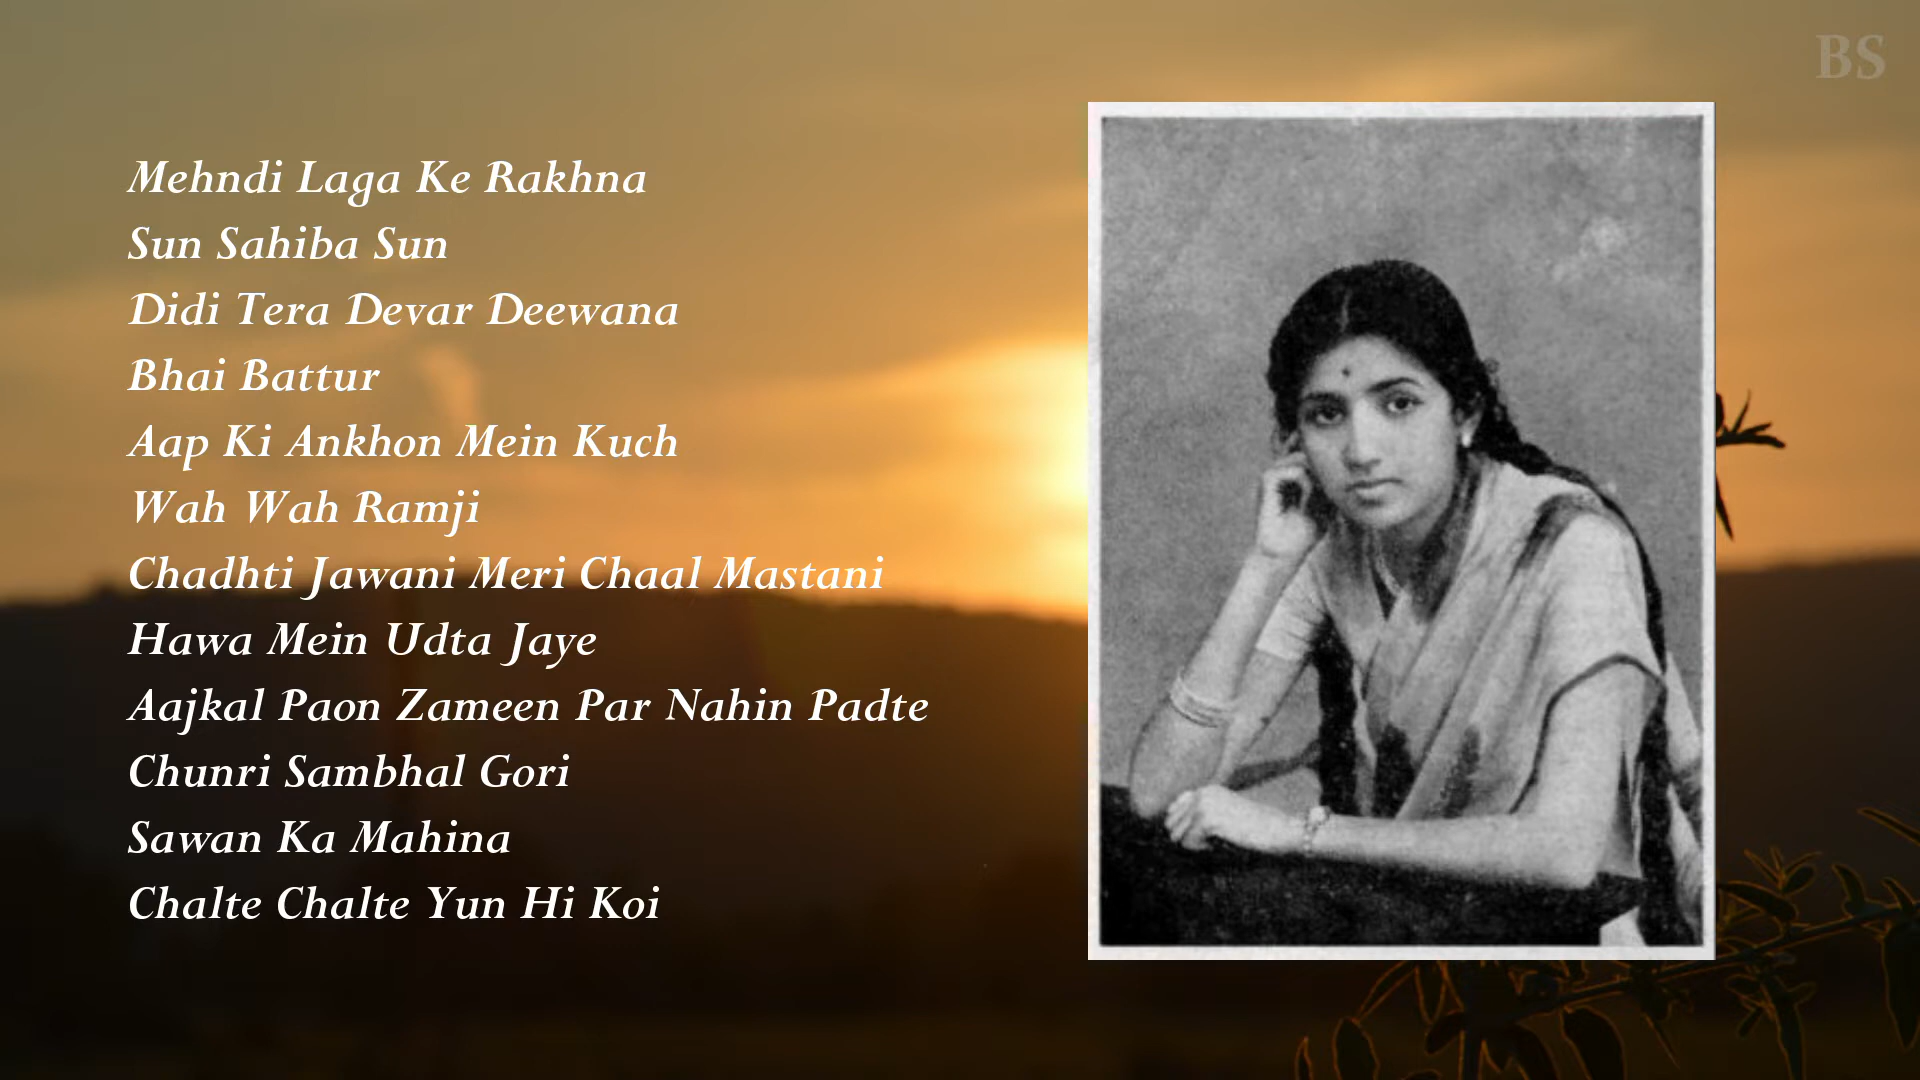 BS
Mehndi Laga Ke Rakhna
Sun Sahiba Sun
Didi Tera Devar Deewana
Bhai Battur
Aap Ki Ankhon Mein Kuch
Wah Wah Ramji
Chadhti Jawani Meri Chaal Mastani
Hawa Mein Udta Jaye
Aajkal Paon Zameen Par Nahin Padte
Chunri Sambhal Gori
Sawan Ka Mahina
Chalte Chalte Yun Hi Koi